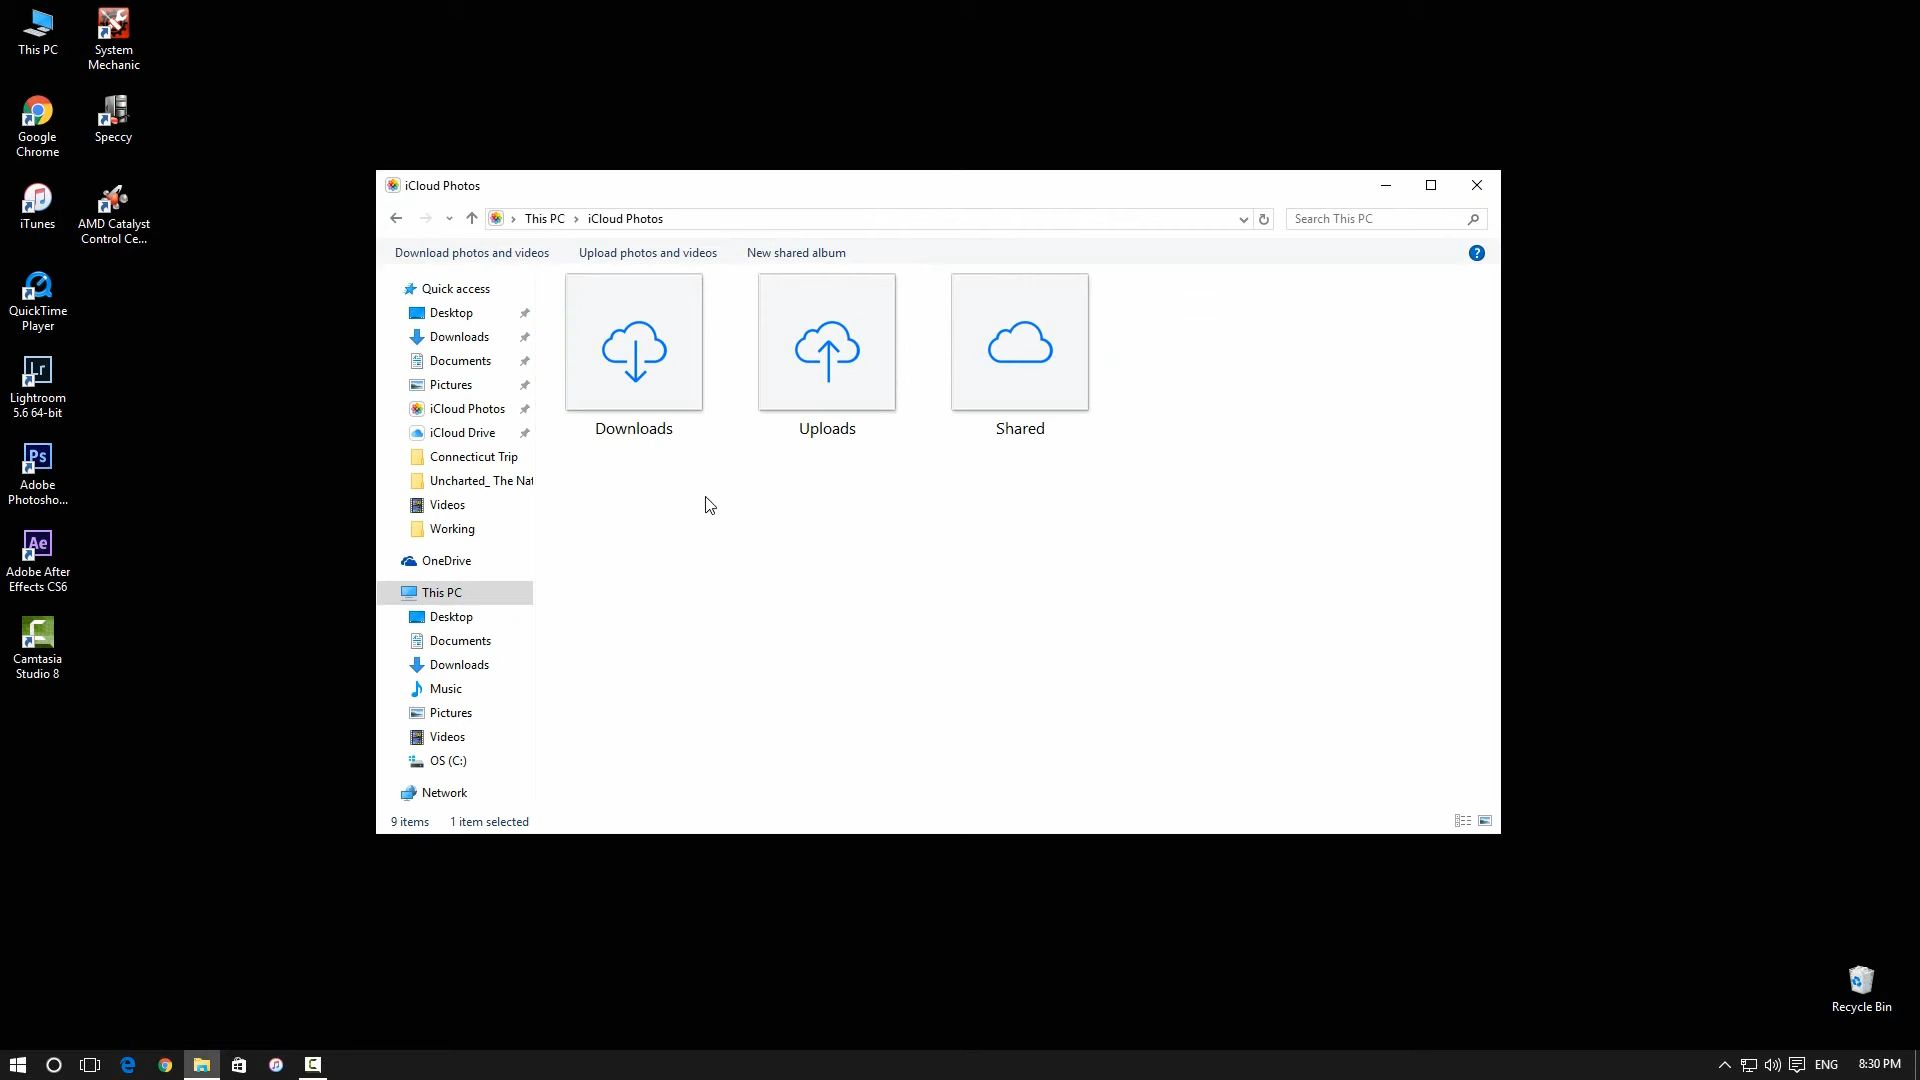 This PC
System
Mechanic
Google
Chrome
Speccy
iTunes
AMD Catalyst
Control Ce...
QuickTime
Player
Lightroom
5.6 64-bit
Adobe
Photosho...
Adobe After
Effects CS6
Camtasia
Studio 8
iCloud Photos
This PC
iCloud Photos
Search This PC
Download photos and videos
Upload photos and videos
New shared album
Quick access
Desktop
Downloads
Documents
Pictures
iCloud Photos
iCloud Drive
Connecticut Trip
Uncharted_ The Nat
Videos
Working
OneDrive
This PC
Desktop
Documents
Downloads
Music
Pictures
Videos
OS (C:)
Network
Downloads
Uploads
Shared
9 items
1 item selected
Recycle Bin
ENG
8:30 PM